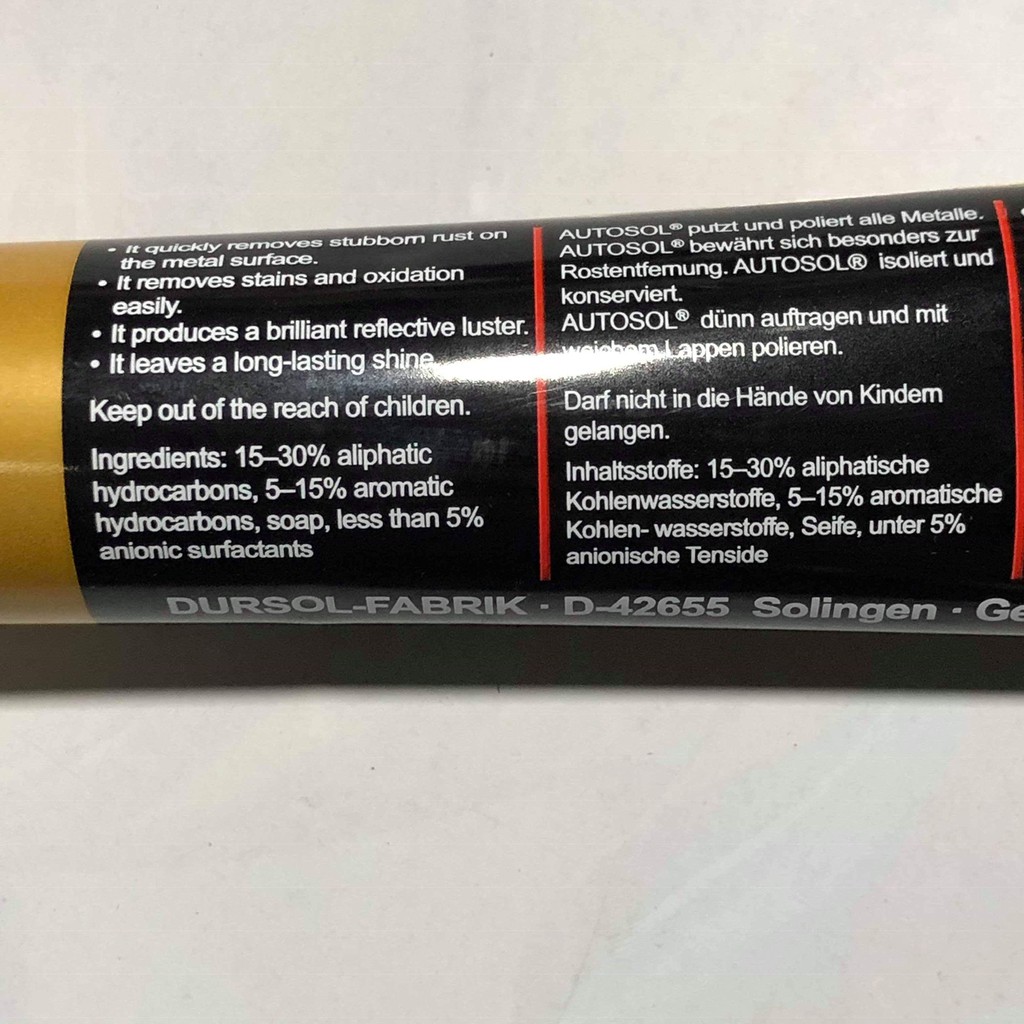 • It quickly removes stubborn rust on
the metal surface.
• It removes stains and oxidation
easily.
• It produces a brilliant reflective luster.
• It leaves a long-lasting shine
Keep out of the reach of children.
Ingredients: 15–30% aliphatic
hydrocarbons, 5–15% aromatic
hydrocarbons, soap, less than 5%
anionic surfactants
AUTOSOL® putzt und poliert alle Metalle.
AUTOSOL® bewährt sich besonders zur
Rostentfernung. AUTOSOL® isoliert und
konserviert.
AUTOSOL® dünn auftragen und mit
weichem Lappen polieren.
Darf nicht in die Hände von Kindern
gelangen.
Inhaltsstoffe: 15–30% aliphatische
Kohlenwasserstoffe, 5–15% aromatische
Kohlen- wasserstoffe, Seife, unter 5%
anionische Tenside
DURSOL-FABRIK · D-42655 Solingen · Ge